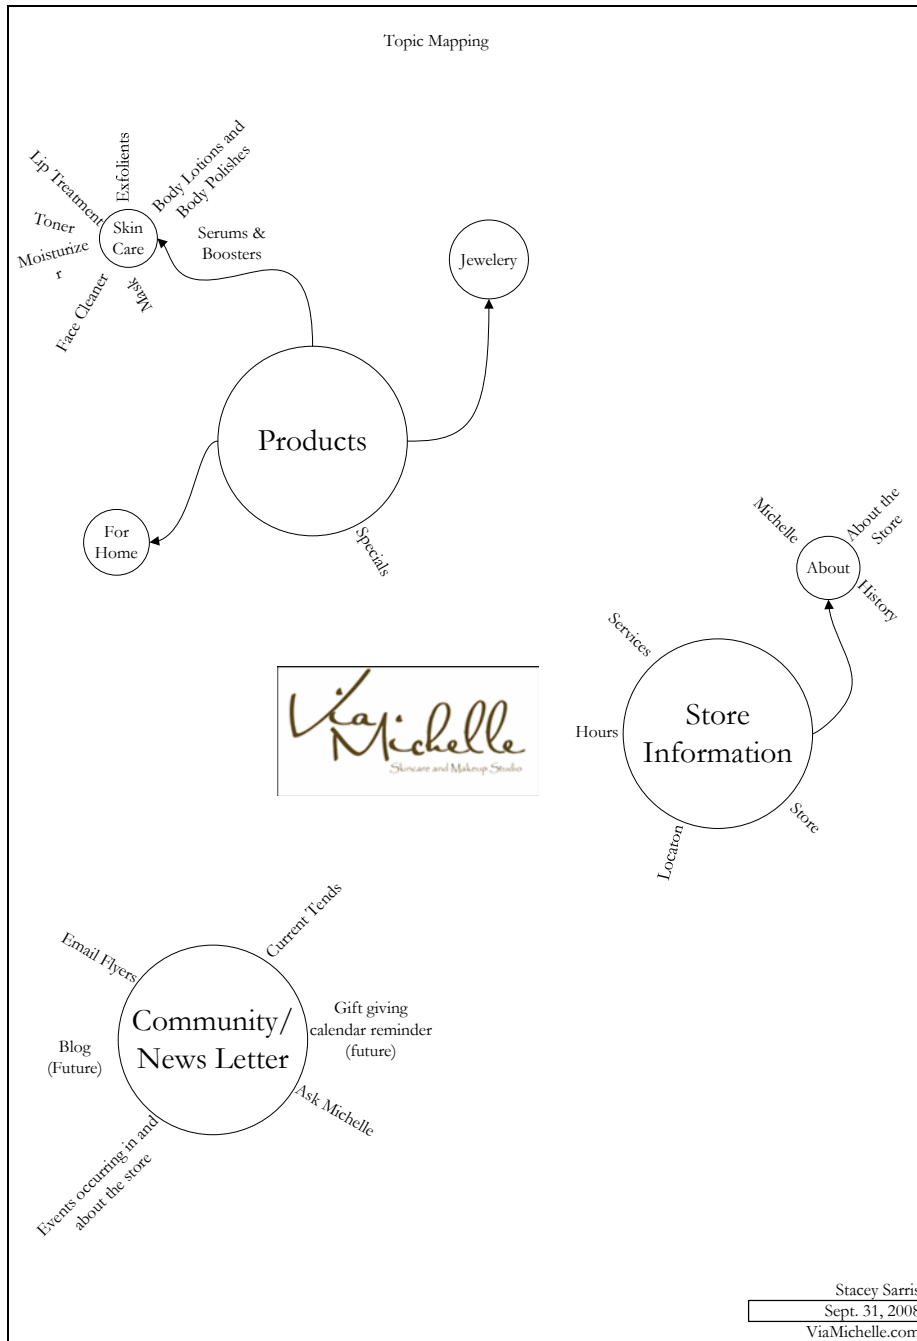 Topic Mapping
Exfolients
Lip Treatment
Body Lotions and
Body Polishes
Toner
Skin
Care
Serums &
Boosters
Moisturize
r
Face Cleaner
Mask
Jewelery
Products
For
Home
Specials
Michelle
About the
Store
About
History
Services
Hours
Store
Information
Store
Locaton
Via
Michelle
Skincare and Makeup Studio
Current Tends
Email Flyers
Community/
News Letter
Gift giving
calendar reminder
(future)
Blog
(Future)
Ask Michelle
Events occurring in and
about the store
Stacey Sarris
Sept. 31, 2008
ViaMichelle.com